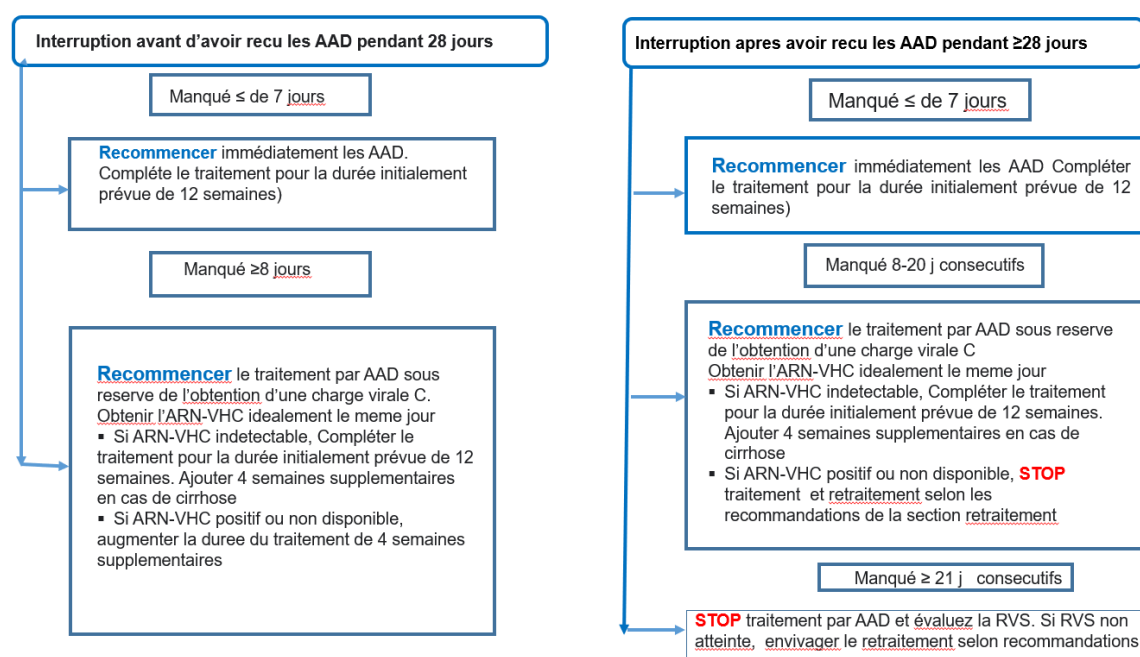 Interruption avant d’avoir recu les AAD pendant 28 jours
Manqué ≤ de 7 jours
Recommencer immédiatement les AAD.
Compléte le traitement pour la durée initialement
prévue de 12 semaines)
Manqué ≥8 jours
Recommencer le traitement par AAD sous
reserve de l’obtention d’une charge virale C.
Obtenir l’ARN-VHC idealement le meme jour
▪ Si ARN-VHC indetectable, Compléter le
traitement pour la durée initialement prévue de 12
semaines. Ajouter 4 semaines supplementaires
en cas de cirrhose
▪ Si ARN-VHC positif ou non disponible,
augmenter la duree du traitement de 4 semaines
supplementaires
Interruption apres avoir recu les AAD pendant ≥28 jours
Manqué ≤ de 7 jours
Recommencer immédiatement les AAD Compléter
le traitement pour la durée initialement prévue de 12
semaines)
Manqué 8-20 j consecutifs
Recommencer le traitement par AAD sous reserve
de l’obtention d’une charge virale C
Obtenir l’ARN-VHC idealement le meme jour
▪ Si ARN-VHC indetectable, Compléter le traitement
pour la durée initialement prévue de 12 semaines.
Ajouter 4 semaines supplementaires en cas de
cirrhose
▪ Si ARN-VHC positif ou non disponible, STOP
traitement et retraitement selon les
recommandations de la section retraitement
Manqué ≥ 21 j consecutifs
STOP traitement par AAD et évaluez la RVS. Si RVS non
atteinte, envivager le retraitement selon recommandations